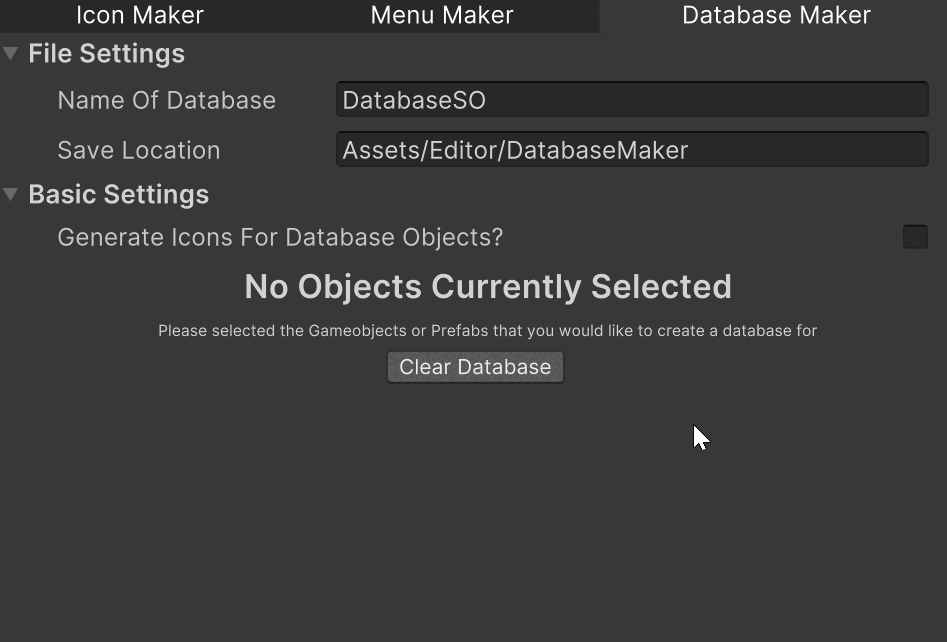 Icon Maker Menu Maker Database Maker
File Settings
Name Of Database DatabaseSO
Save Location Assets/Editor/DatabaseMaker
Basic Settings
Generate Icons For Database Objects?
No Objects Currently Selected
Please selected the Gameobjects or Prefabs that you would like to create a database for
Clear Database